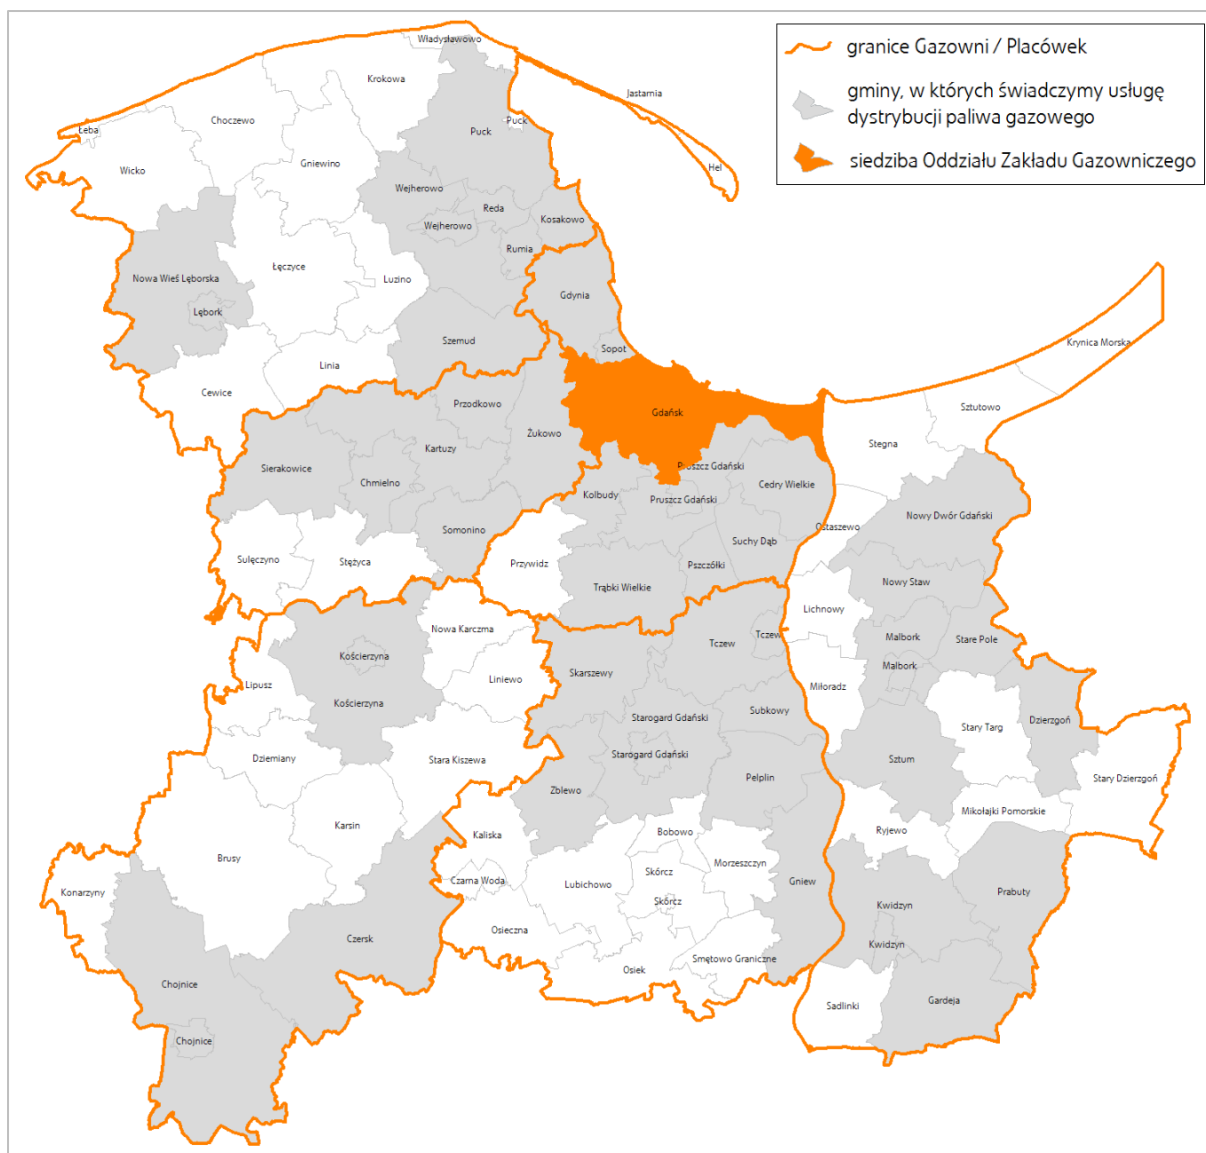 granice Gazowni / Placówek
gminy, w których świadczymy usługę
dystrybucji paliwa gazowego
siedziba Oddziału Zakładu Gazowniczego
Władysławowo
Krokowa
Jastarnia
Choczewo
Łeba
Puck
Puck
Gniewino
Wicko
Hel
Wejherowo
Reda
Kosakowo
Wejherowo
Rumia
Łęczyce
Luzino
Nowa Wieś Lęborska
Gdynia
Lębork
Szemud
Sopot
Krynica Morska
Linia
Cewice
Przodkowo
Sztutowo
Gdańsk
Żukowo
Stegna
Kartuzy
Sierakowice
Pruszcz Gdański
Chmielno
Cedry Wielkie
Kolbudy
Pruszcz Gdański
Nowy Dwór Gdański
Ostaszewo
Somonino
Suchy Dąb
Sulęczyno
Stężyca
Przywidz
Pszczółki
Nowy Staw
Trąbki Wielkie
Lichnowy
Nowa Karczma
Tczew
Tczew
Malbork
Stare Pole
Kościerzyna
Skarszewy
Malbork
Lipusz
Liniewo
Miłoradz
Kościerzyna
Subkowy
Starogard Gdański
Dzierzgoń
Stary Targ
Dziemiany
Stara Kiszewa
Starogard Gdański
Sztum
Pelplin
Stary Dzierzgoń
Zblewo
Mikołajki Pomorskie
Karsin
Kaliska
Bobowo
Ryjewo
Brusy
Morzeszczyn
Skórcz
Czarna Woda
Lubichowo
Gniew
Konarzyny
Prabuty
Skórcz
Kwidzyn
Osieczna
Czersk
Kwidzyn
Smętowo Graniczne
Osiek
Chojnice
Gardeja
Sadlinki
Chojnice